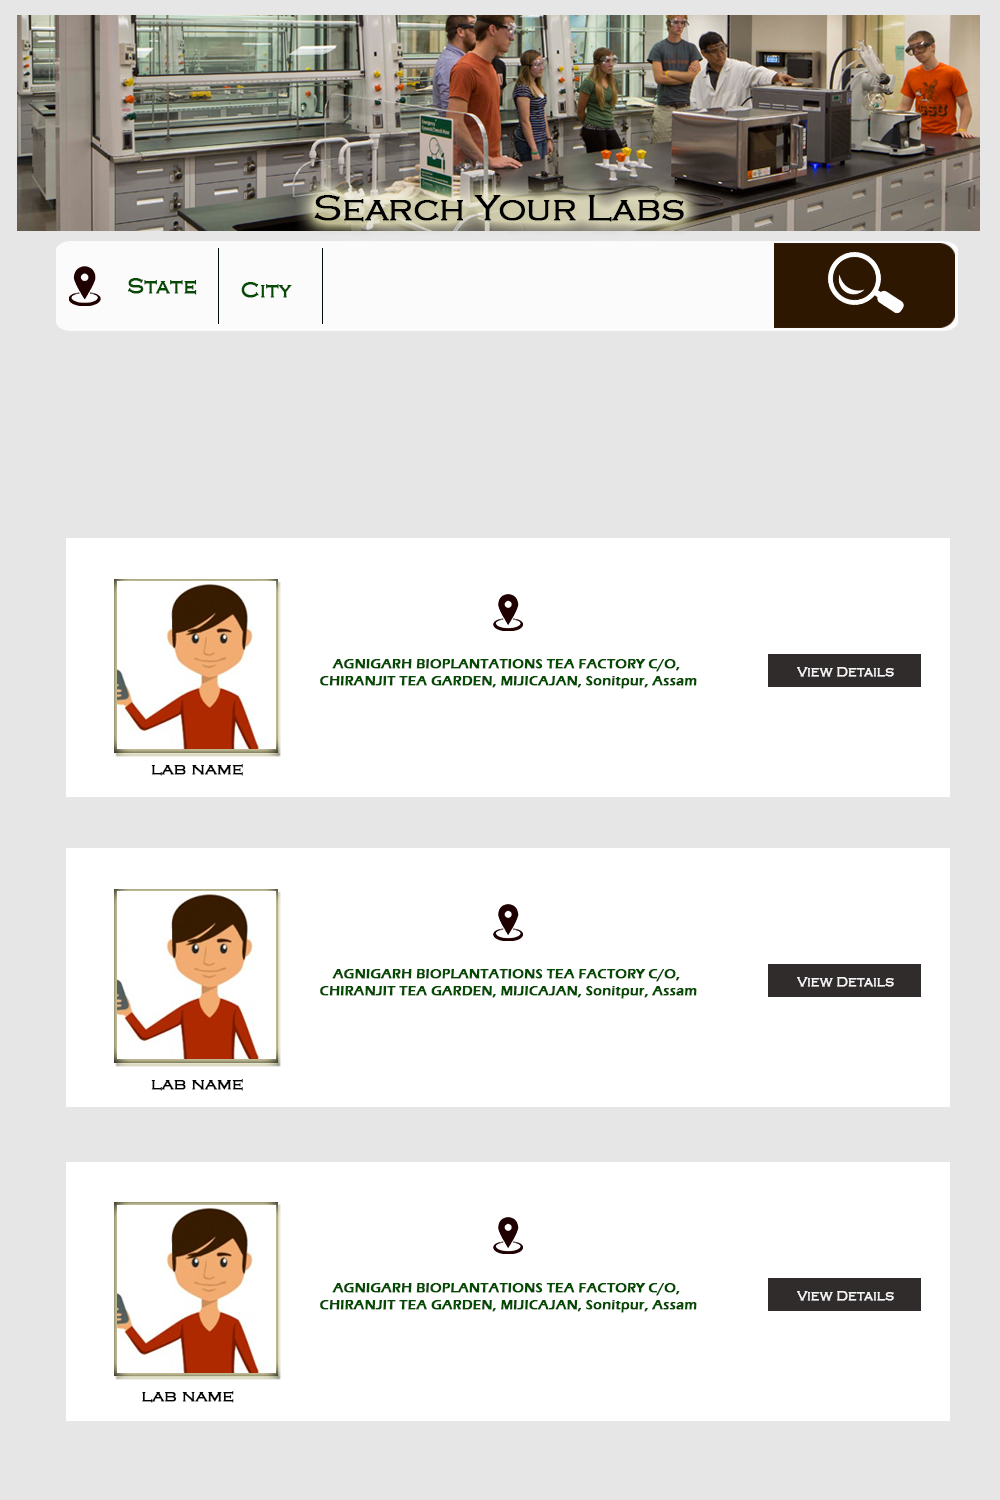 Search Your Labs
State
City
AGNIGARH BIOPLANTATIONS TEA FACTORY C/O,
CHIRANJIT TEA GARDEN, MIJICAJAN, Sonitpur, Assam
View Details
LAB NAME
AGNIGARH BIOPLANTATIONS TEA FACTORY C/O,
CHIRANJIT TEA GARDEN, MIJICAJAN, Sonitpur, Assam
View Details
LAB NAME
AGNIGARH BIOPLANTATIONS TEA FACTORY C/O,
CHIRANJIT TEA GARDEN, MIJICAJAN, Sonitpur, Assam
View Details
LAB NAME